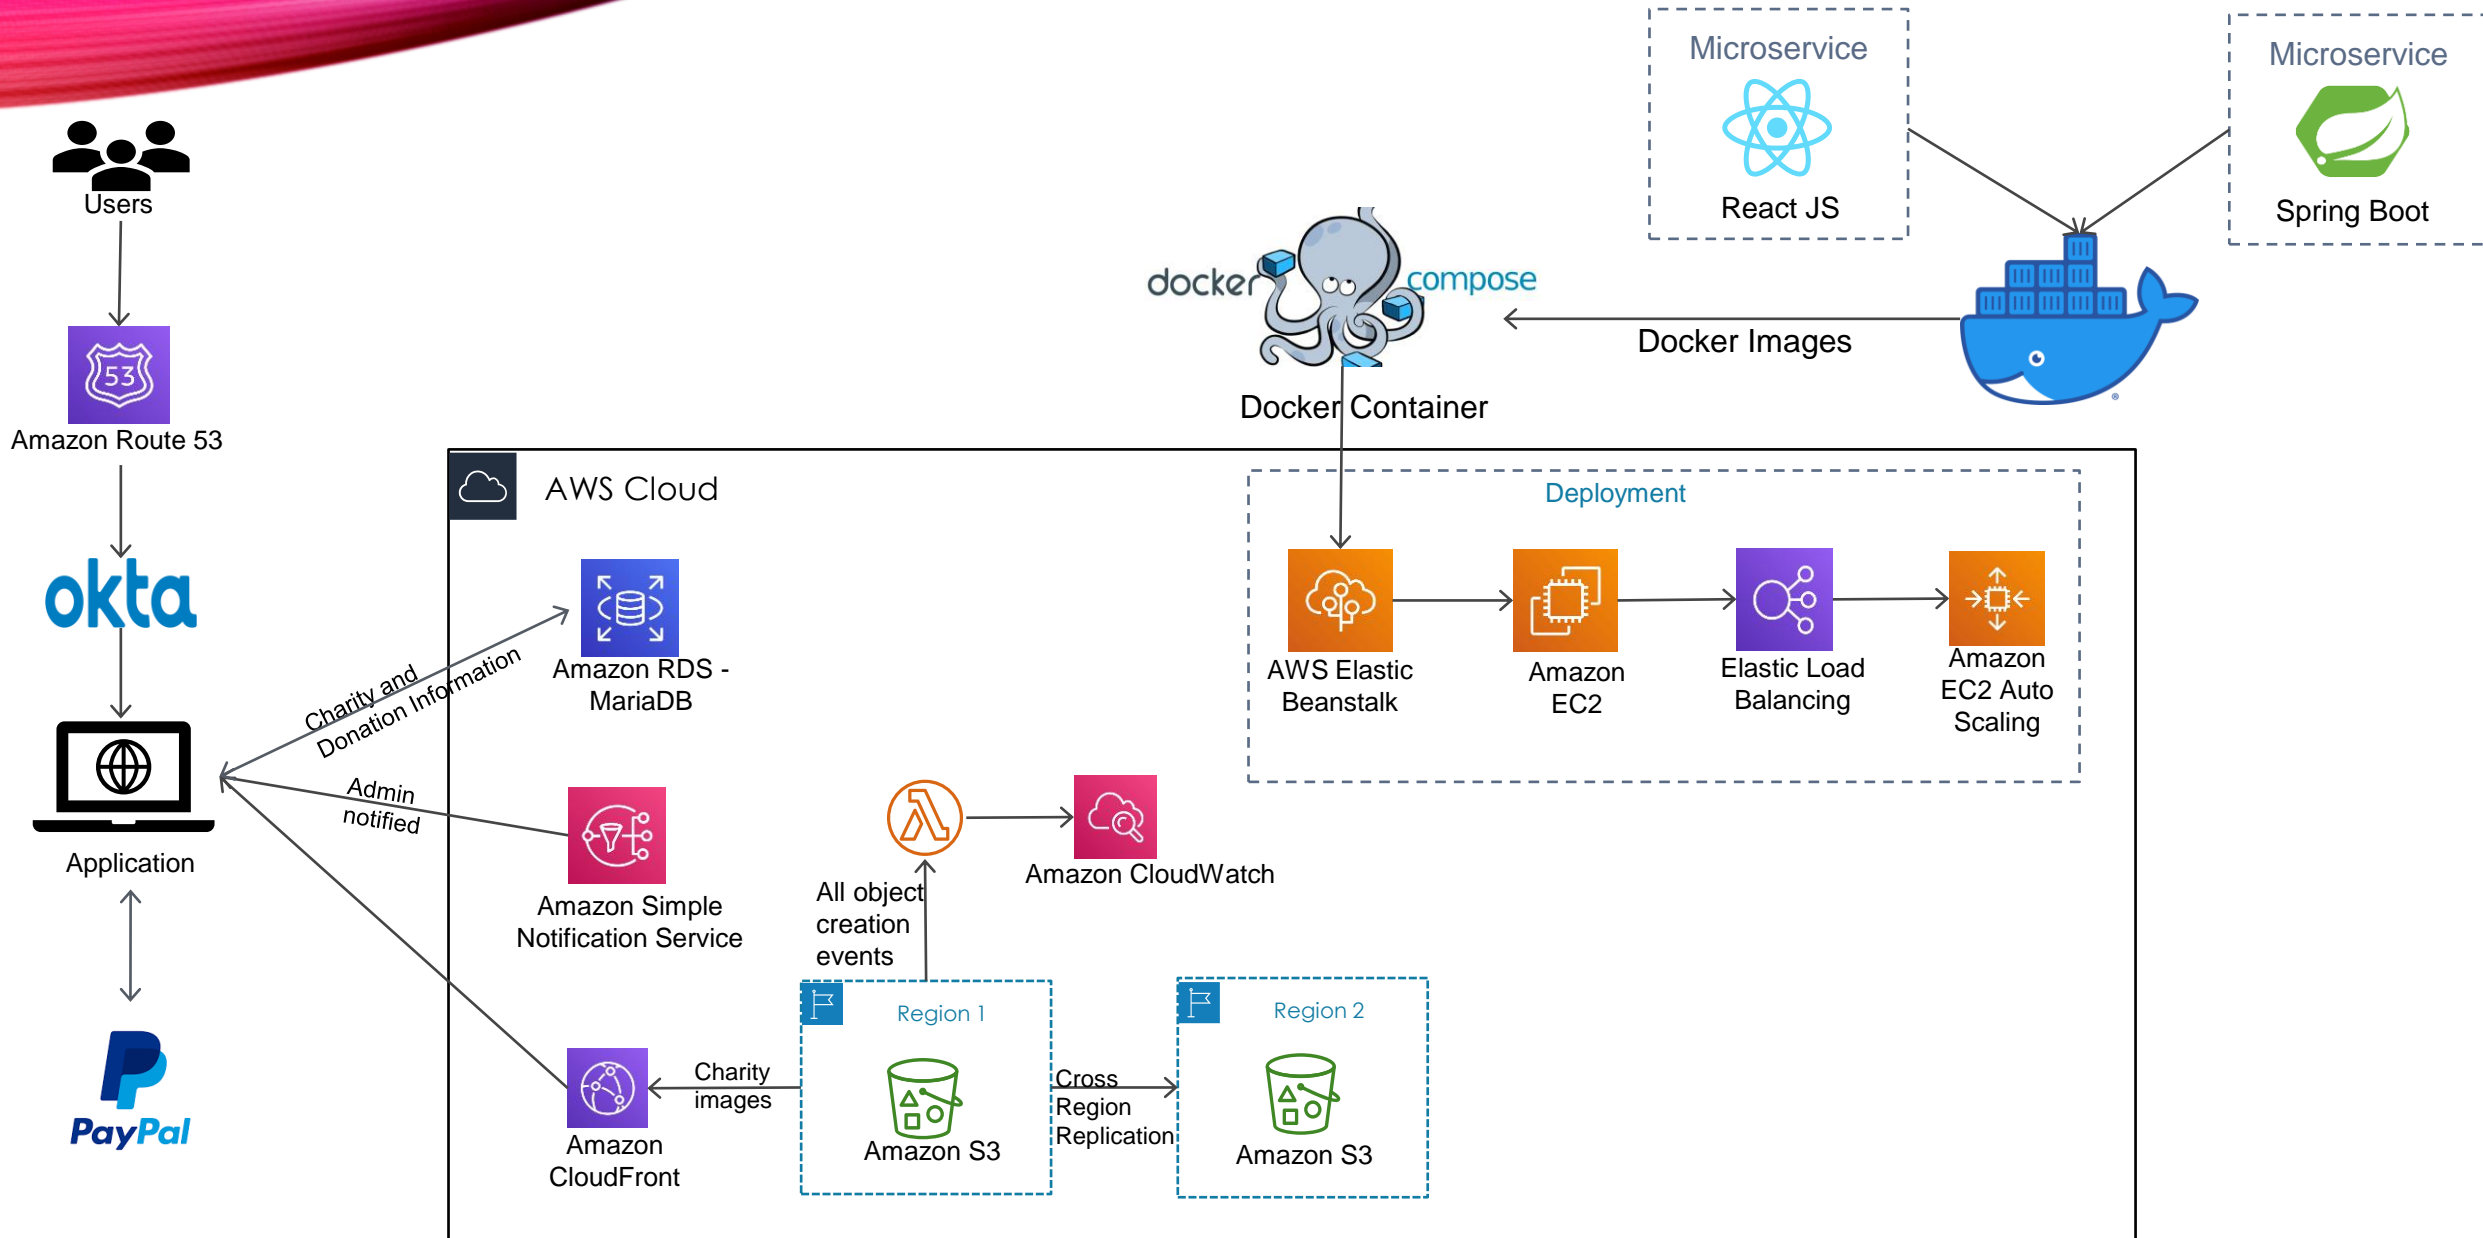 Microservice
React JS
Microservice
Spring Boot
Users
docker compose
Docker Images
Docker Container
53
Amazon Route 53
AWS Cloud
Deployment
okta
Amazon RDS -
MariaDB
AWS Elastic
Beanstalk
Amazon
EC2
Elastic Load
Balancing
Amazon
EC2 Auto
Scaling
Charity and
Donation Information
Admin
notified
Application
Amazon Simple
Notification Service
Amazon CloudWatch
All object
creation
events
Region 1
Region 2
Charity
images
Cross
Region
Replication
Amazon S3
Amazon S3
Amazon
CloudFront
PayPal